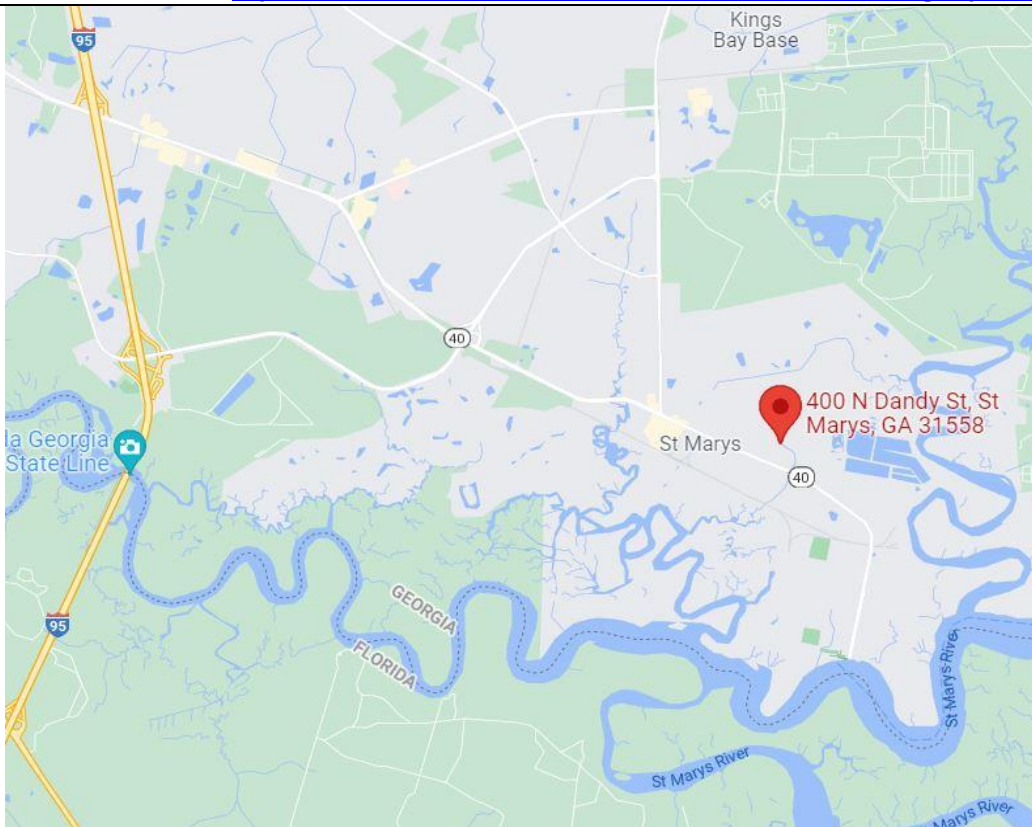 Kings
Bay Base
95
40
400 N Dandy St, St
Marys, GA 31558
da Georgia
State Line
St Marys
40
GEORGIA
FLORIDA
95
St Marys River
St Marys River
Marys River